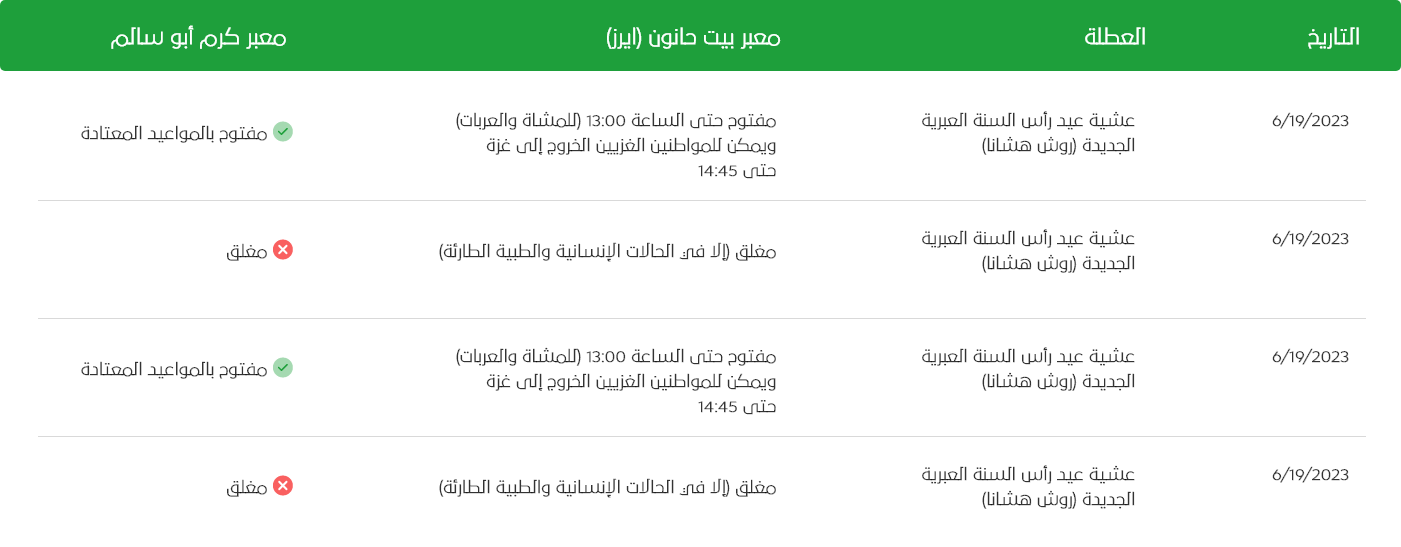 التاريخ
العطلة
معبر بيت حانون (ايرز)
معبر كرم أبو سالم
6/19/2023
عشية عيد رأس السنة العبرية
الجديدة (روش هشانا)
مفتوح حتى الساعة 13:00 (للمشاة والعربات)
ويمكن للمواطنين الغزيين الخروج إلى غزة
حتى 14:45
مفتوح بالمواعيد المعتادة
6/19/2023
عشية عيد رأس السنة العبرية
الجديدة (روش هشانا)
مغلق (إلا في الحالات الإنسانية والطبية الطارئة)
مغلق
6/19/2023
عشية عيد رأس السنة العبرية
الجديدة (روش هشانا)
مفتوح حتى الساعة 13:00 (للمشاة والعربات)
ويمكن للمواطنين الغزيين الخروج إلى غزة
حتى 14:45
مفتوح بالمواعيد المعتادة
6/19/2023
عشية عيد رأس السنة العبرية
الجديدة (روش هشانا)
مغلق (إلا في الحالات الإنسانية والطبية الطارئة)
مغلق